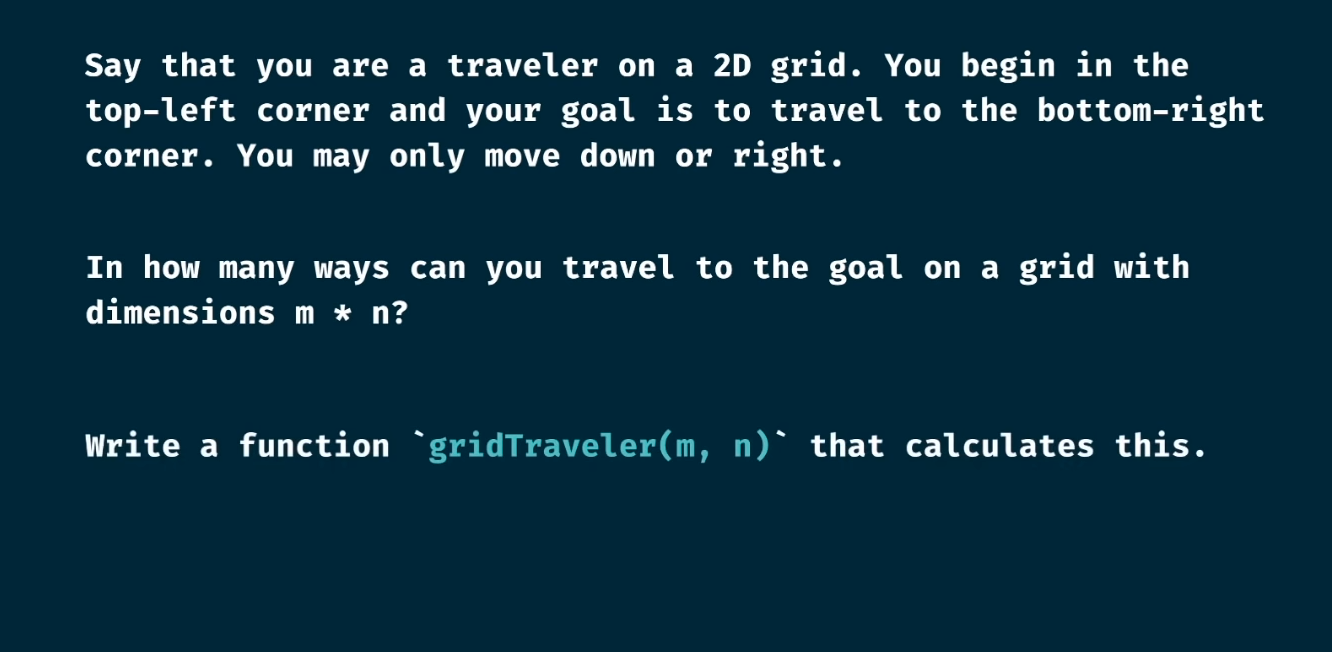 Say that you are a traveler on a 2D grid. You begin in the
top-left corner and your goal is to travel to the bottom-right
corner. You may only move down or right.
In how many ways can you travel to the goal on a grid with
dimensions m * n?
Write a function `gridTraveler(m, n)` that calculates this.